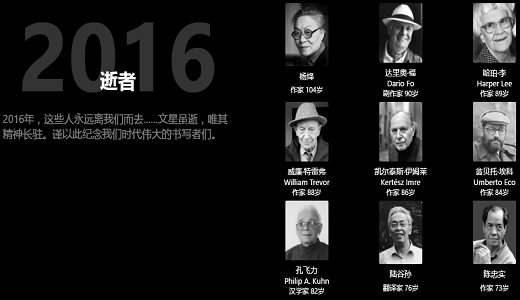 2016
逝者
2016年，这些人永远离我们而去......文星虽逝，唯其
精神长驻。谨以此纪念我们时代伟大的书写者们。
杨绛
作家 104岁
达里奥·福
Dario Fo
剧作家 90岁
哈珀·李
Harper Lee
作家 89岁
威廉·特雷弗
William Trevor
作家 88岁
凯尔泰斯·伊姆莱
Kertész Imre
作家 86岁
翁贝托·埃科
Umberto Eco
作家 84岁
孔飞力
Philip A. Kuhn
汉学家 82岁
陆谷孙
翻译家 76岁
陈忠实
作家 73岁